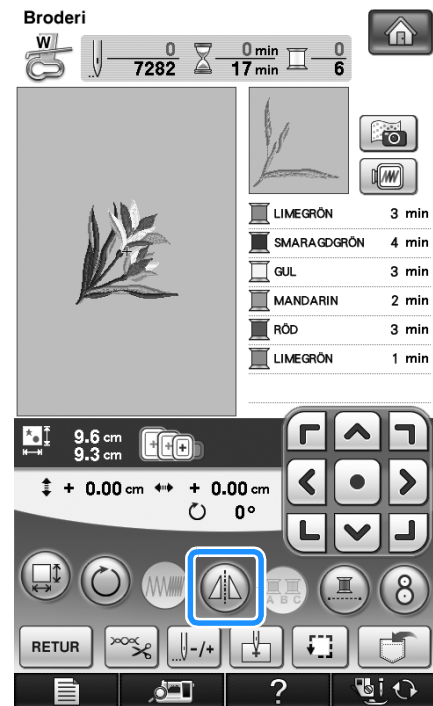 Broderi
W
0 0 min 0
7282 17 min 6
LIMEGRÖN 3 min
SMARAGDGRÖN 4 min
GUL 3 min
MANDARIN 2 min
RÖD 3 min
LIMEGRÖN 1 min
9.6 cm
9.3 cm
+ 0.00 cm + 0.00 cm
0°
A B C
8
RETUR
-/+
?